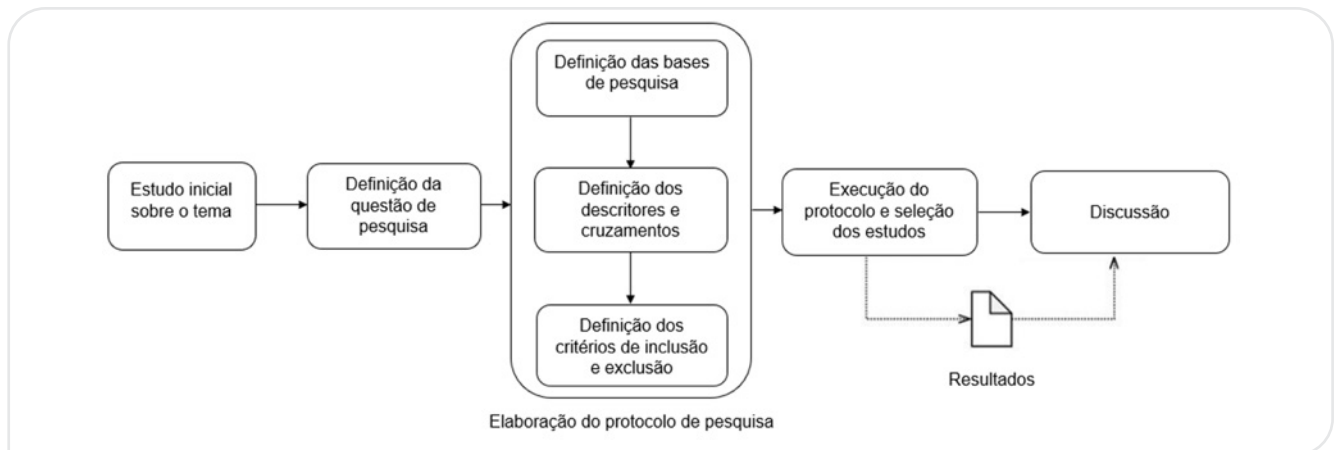 Estudo inicial
sobre o tema
Definição da
questão de
pesquisa
Definição das bases
de pesquisa
Definição dos
descritores e
cruzamentos
Definição dos
critérios de inclusão
e exclusão
Elaboração do protocolo de pesquisa
Execução do
protocolo e seleção
dos estudos
Resultados
Discussão